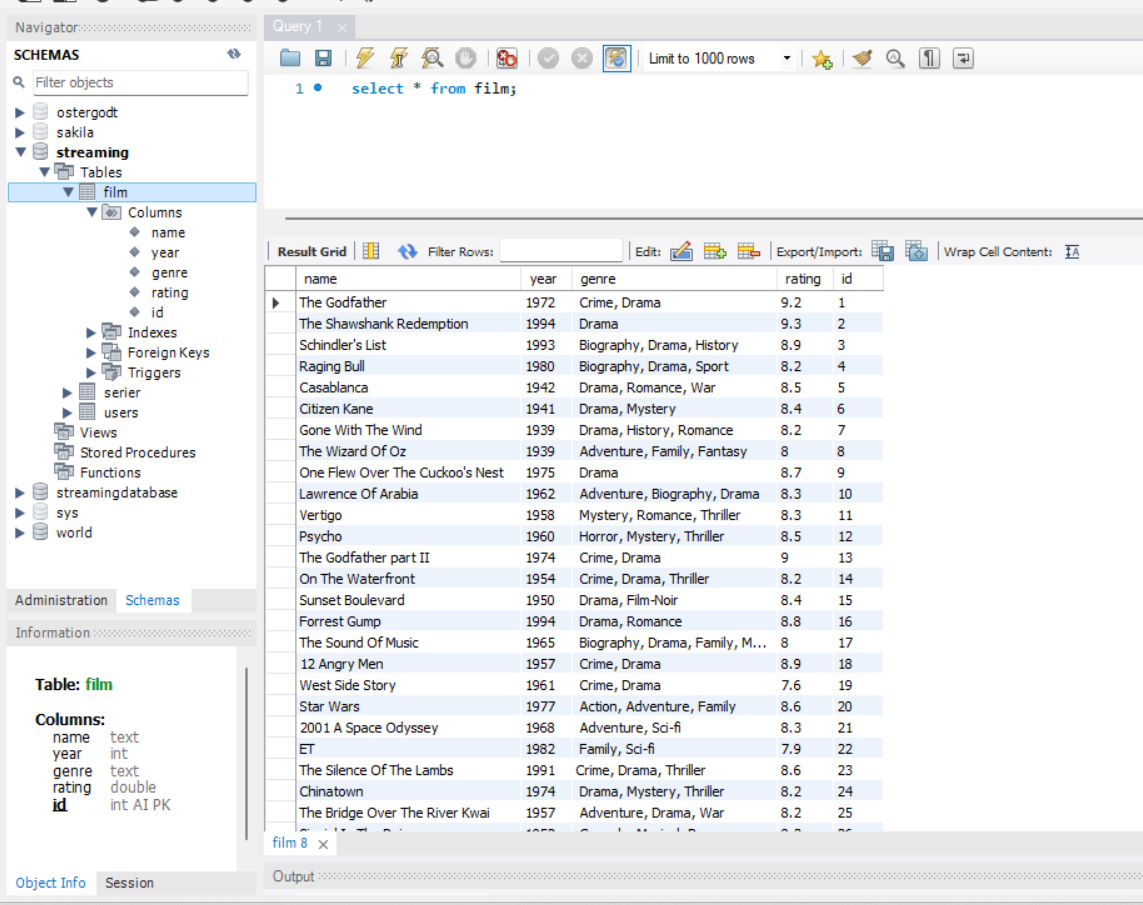 Navigator
SCHEMAS
Filter objects
ostergodt
sakila
streaming
Tables
film
Columns
name
year
genre
rating
id
Indexes
Foreign Keys
Triggers
serier
users
Views
Stored Procedures
Functions
streamingdatabase
sys
world
Administration Schemas
Information
Table: film
Columns:
name text
year int
genre text
rating double
id int AI PK
Object Info Session
Query 1
Limit to 1000 rows
1 select * from film;
Result Grid Filter Rows: Edit: Export/Import: Wrap Cell Content:
name year genre rating id
The Godfather 1972 Crime, Drama 9.2 1
The Shawshank Redemption 1994 Drama 9.3 2
Schindler's List 1993 Biography, Drama, History 8.9 3
Raging Bull 1980 Biography, Drama, Sport 8.2 4
Casablanca 1942 Drama, Romance, War 8.5 5
Citizen Kane 1941 Drama, Mystery 8.4 6
Gone With The Wind 1939 Drama, History, Romance 8.2 7
The Wizard Of Oz 1939 Adventure, Family, Fantasy 8 8
One Flew Over The Cuckoo's Nest 1975 Drama 8.7 9
Lawrence Of Arabia 1962 Adventure, Biography, Drama 8.3 10
Vertigo 1958 Mystery, Romance, Thriller 8.3 11
Psycho 1960 Horror, Mystery, Thriller 8.5 12
The Godfather part II 1974 Crime, Drama 9 13
On The Waterfront 1954 Crime, Drama, Thriller 8.2 14
Sunset Boulevard 1950 Drama, Film-Noir 8.4 15
Forrest Gump 1994 Drama, Romance 8.8 16
The Sound Of Music 1965 Biography, Drama, Family, M... 8 17
12 Angry Men 1957 Crime, Drama 8.9 18
West Side Story 1961 Crime, Drama 7.6 19
Star Wars 1977 Action, Adventure, Family 8.6 20
2001 A Space Odyssey 1968 Adventure, Sci-fi 8.3 21
ET 1982 Family, Sci-fi 7.9 22
The Silence Of The Lambs 1991 Crime, Drama, Thriller 8.6 23
Chinatown 1974 Drama, Mystery, Thriller 8.2 24
The Bridge Over The River Kwai 1957 Adventure, Drama, War 8.2 25
film 8
Output